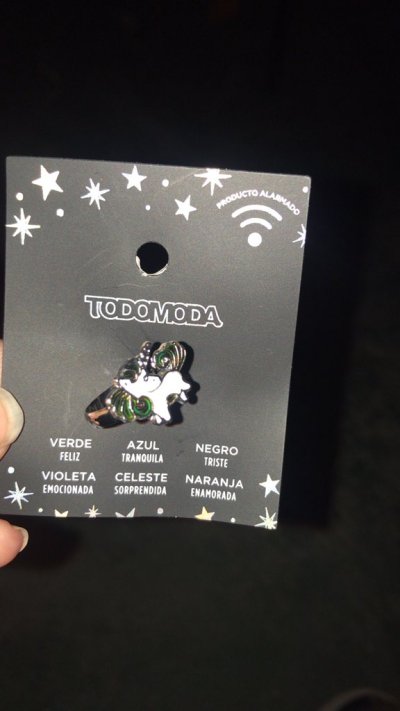 PRODUCTO ALARMADO
TODOMODA
VERDE
FELIZ
AZUL
TRANQUILA
NEGRO
TRISTE
VIOLETA
EMOCIONADA
CELESTE
SORPRENDIDA
NARANJA
ENAMORADA